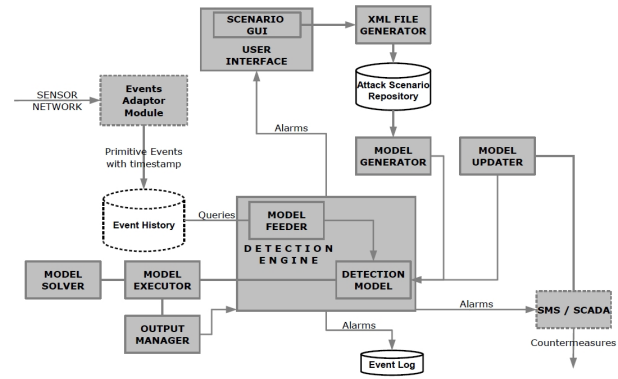 SCENARIO
GUI
USER
INTERFACE
XML FILE
GENERATOR
SENSOR
NETWORK
Events
Adaptor
Module
Attack Scenario
Repository
Alarms
Primitive Events
with timestamp
MODEL
GENERATOR
MODEL
UPDATER
Event History
Queries
MODEL
FEEDER
DETECTION
ENGINE
MODEL
SOLVER
MODEL
EXECUTOR
DETECTION
MODEL
OUTPUT
MANAGER
Alarms
Alarms
SMS / SCADA
Countermeasures
Event Log